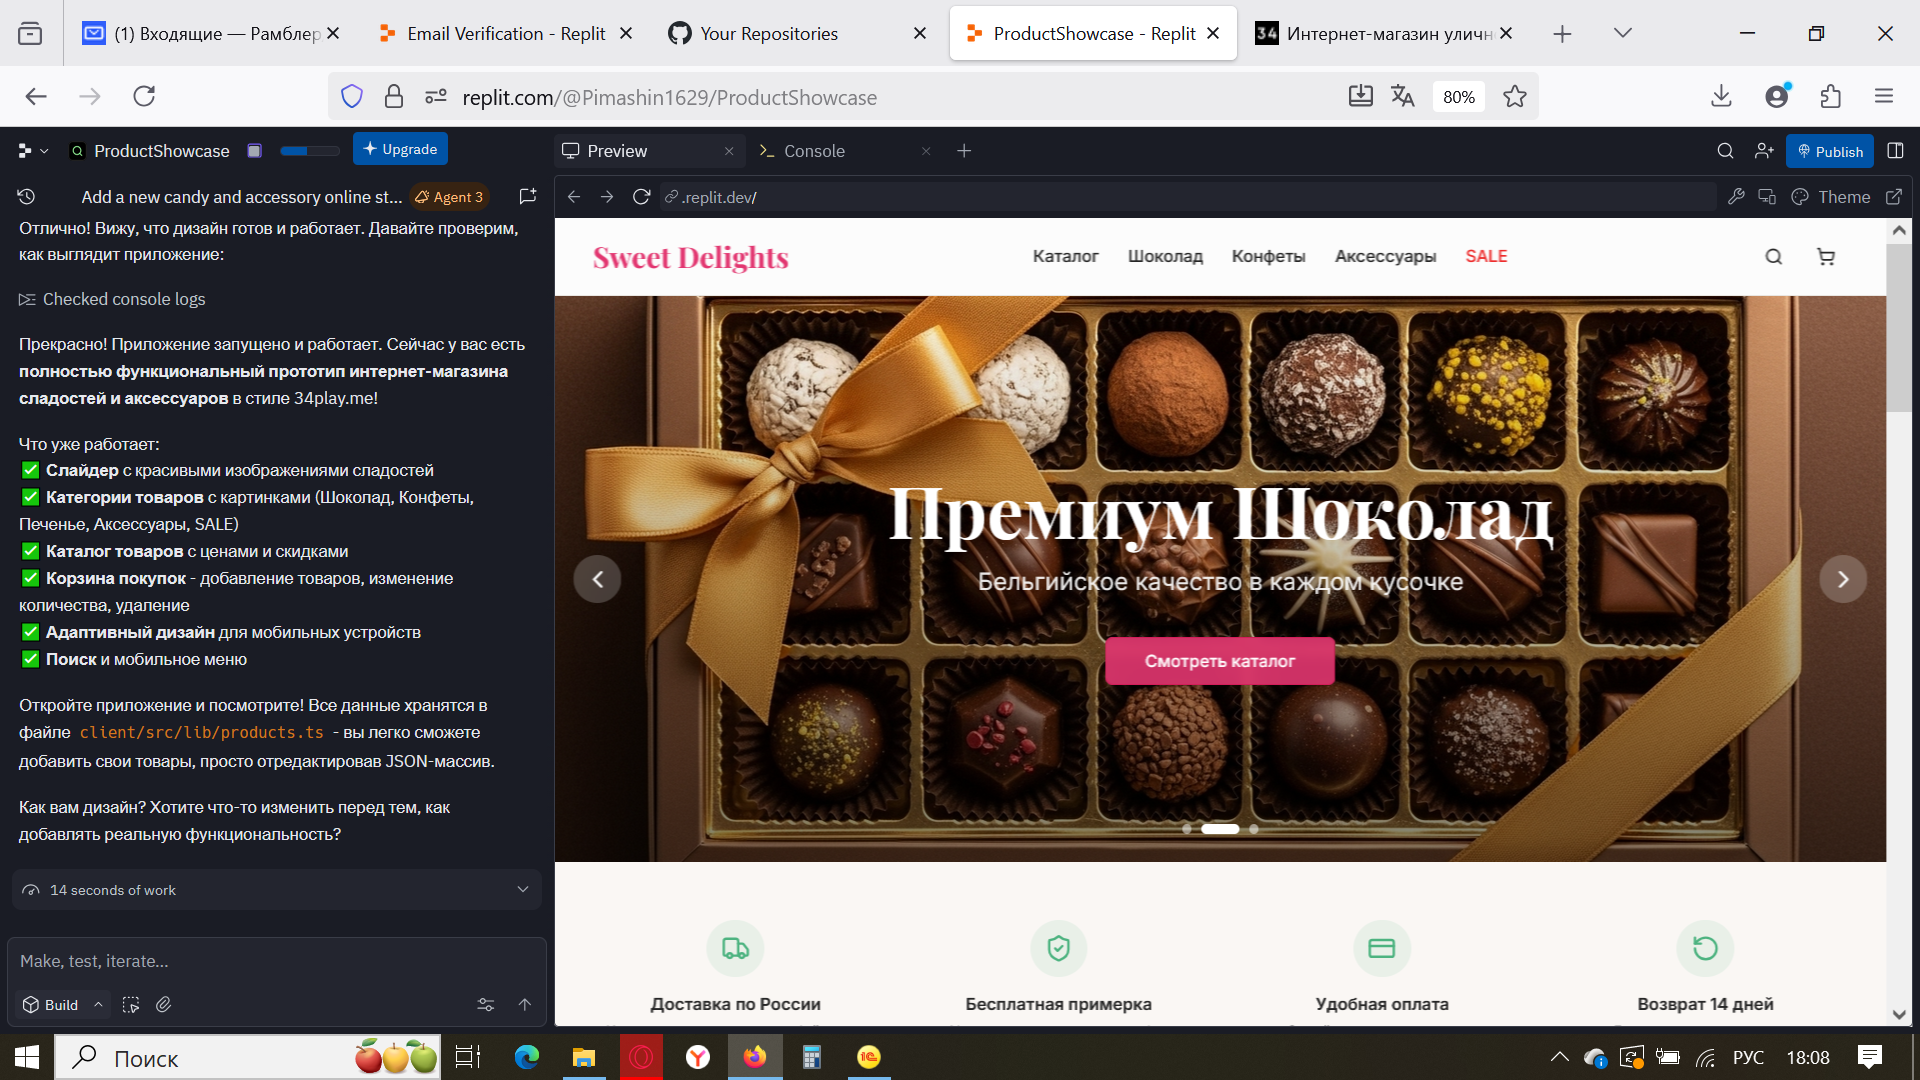 (1) Входящие — Рамблер
Email Verification - Replit
Your Repositories
ProductShowcase - Replit
34
Интернет-магазин уличн
replit.com/@Pimashin1629/ProductShowcase
80%
ProductShowcase
Upgrade
Preview
Console
Publish
Add a new candy and accessory online st...
Agent 3
.replit.dev/
Theme
Отлично! Вижу, что дизайн готов и работает. Давайте проверим,
как выглядит приложение:
Checked console logs
Прекрасно! Приложение запущено и работает. Сейчас у вас есть
полностью функциональный прототип интернет-магазина
сладостей и аксессуаров в стиле 34play.me!
Что уже работает:
✅ Слайдер с красивыми изображениями сладостей
✅ Категории товаров с картинками (Шоколад, Конфеты,
Печенье, Аксессуары, SALE)
✅ Каталог товаров с ценами и скидками
✅ Корзина покупок - добавление товаров, изменение
количества, удаление
✅ Адаптивный дизайн для мобильных устройств
✅ Поиск и мобильное меню
Откройте приложение и посмотрите! Все данные хранятся в
файле client/src/lib/products.ts - вы легко сможете
добавить свои товары, просто отредактировав JSON-массив.
Как вам дизайн? Хотите что-то изменить перед тем, как
добавлять реальную функциональность?
14 seconds of work
Make, test, iterate...
Build
Sweet Delights
Каталог
Шоколад
Конфеты
Аксессуары
SALE
Премиум Шоколад
Бельгийское качество в каждом кусочке
Смотреть каталог
Доставка по России
Бесплатная примерка
Удобная оплата
Возврат 14 дней
Поиск
РУС
18:08